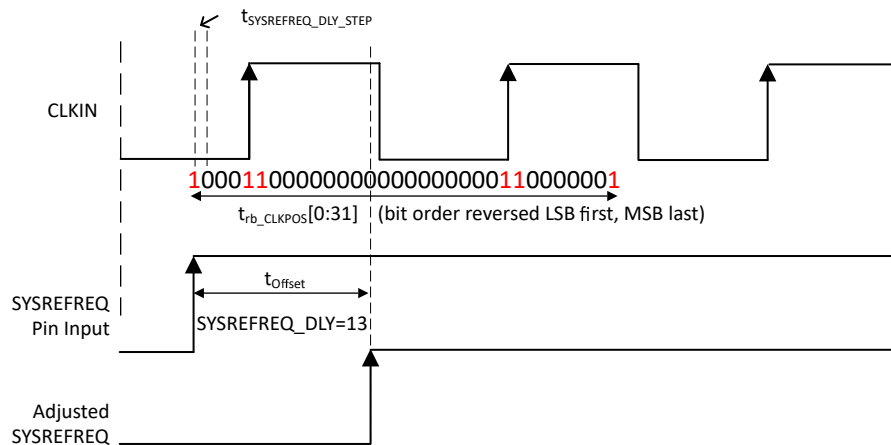 tSYSREFREQ_DLY_STEP
CLKIN
10001100000000000000000110000001
trb_CLKPOS[0:31] (bit order reversed LSB first, MSB last)
tOffset
SYSREFREQ
Pin Input
SYSREFREQ_DLY=13
Adjusted
SYSREFREQ